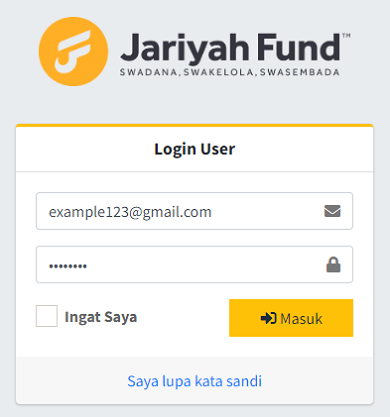 Jariyah Fund™
SWADANA, SWAKELOLA, SWASEMBADA
Login User
example123@gmail.com
••••••••
Ingat Saya
Masuk
Saya lupa kata sandi